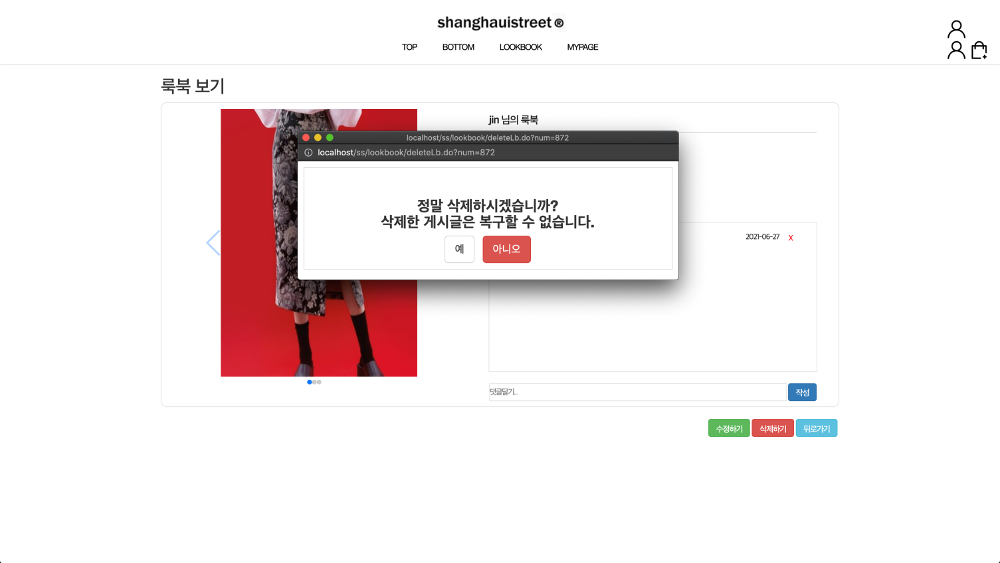 shanghauistreet ®
TOP BOTTOM LOOKBOOK MYPAGE
룩북 보기
jin 님의 룩북
localhost/ss/lookbook/deleteLb.do?num=872
localhost/ss/lookbook/deleteLb.do?num=872
정말 삭제하시겠습니까?
삭제한 게시글은 복구할 수 없습니다.
예 아니오
2021-06-27 X
댓글달기... 작성
수정하기 삭제하기 뒤로가기